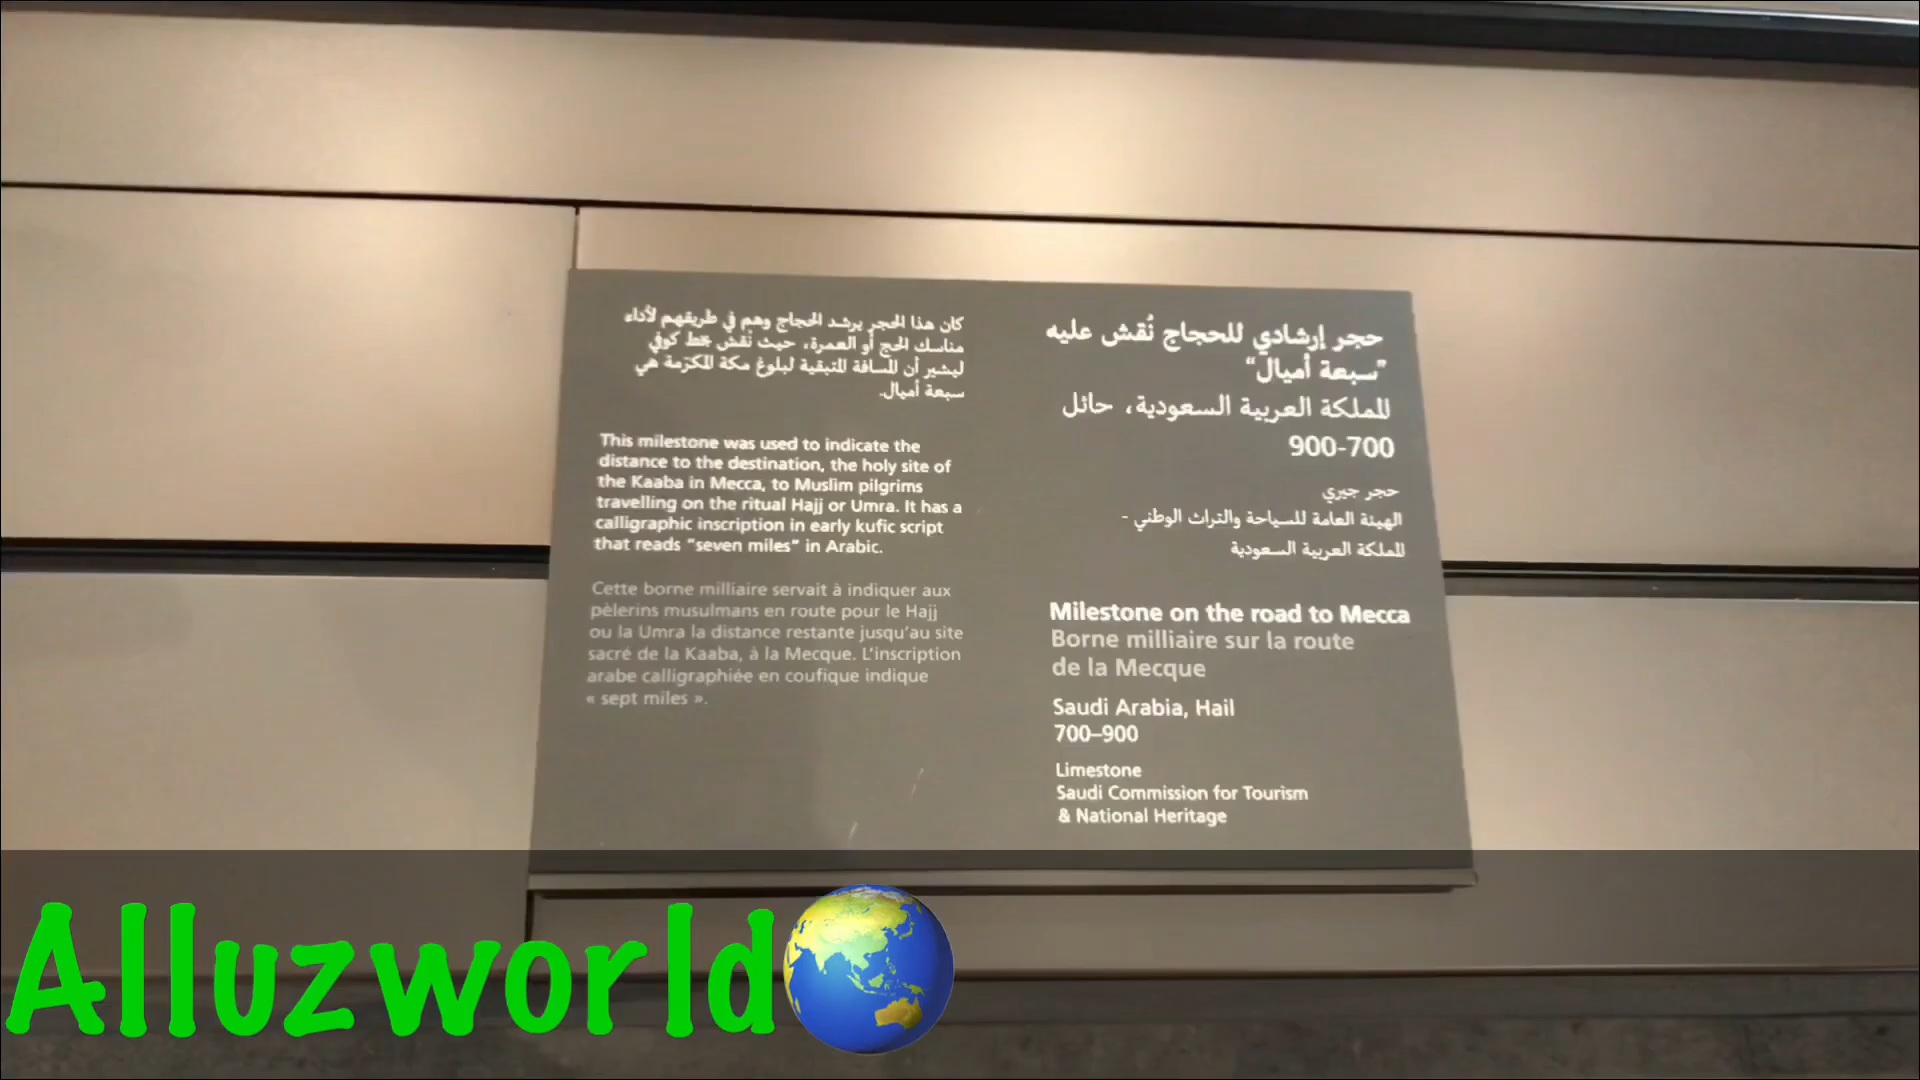 كان هذا الحجر يرشد الحجاج وهم في طريقهم لأداء
مناسك الحج أو العمرة، حيث نُقش بخط كوفي
ليشير أن المسافة المتبقية لبلوغ مكة المكرّمة هي
سبعة أميال.
This milestone was used to indicate the
distance to the destination, the holy site of
the Kaaba in Mecca, to Muslim pilgrims
travelling on the ritual Hajj or Umra. It has a
calligraphic inscription in early kufic script
that reads "seven miles" in Arabic.
Cette borne milliaire servait à indiquer aux
pèlerins musulmans en route pour le Hajj
ou la Umra la distance restante jusqu'au site
sacré de la Kaaba, à la Mecque. L'inscription
arabe calligraphiée en coufique indique
« sept miles ».
حجر إرشادي للحجاج نُقش عليه
"سبعة أميال"
المملكة العربية السعودية، حائل
900-700
حجر جيري
الهيئة العامة للسياحة والتراث الوطني -
المملكة العربية السعودية
Milestone on the road to Mecca
Borne milliaire sur la route
de la Mecque
Saudi Arabia, Hail
700–900
Limestone
Saudi Commission for Tourism
& National Heritage
Alluzworld